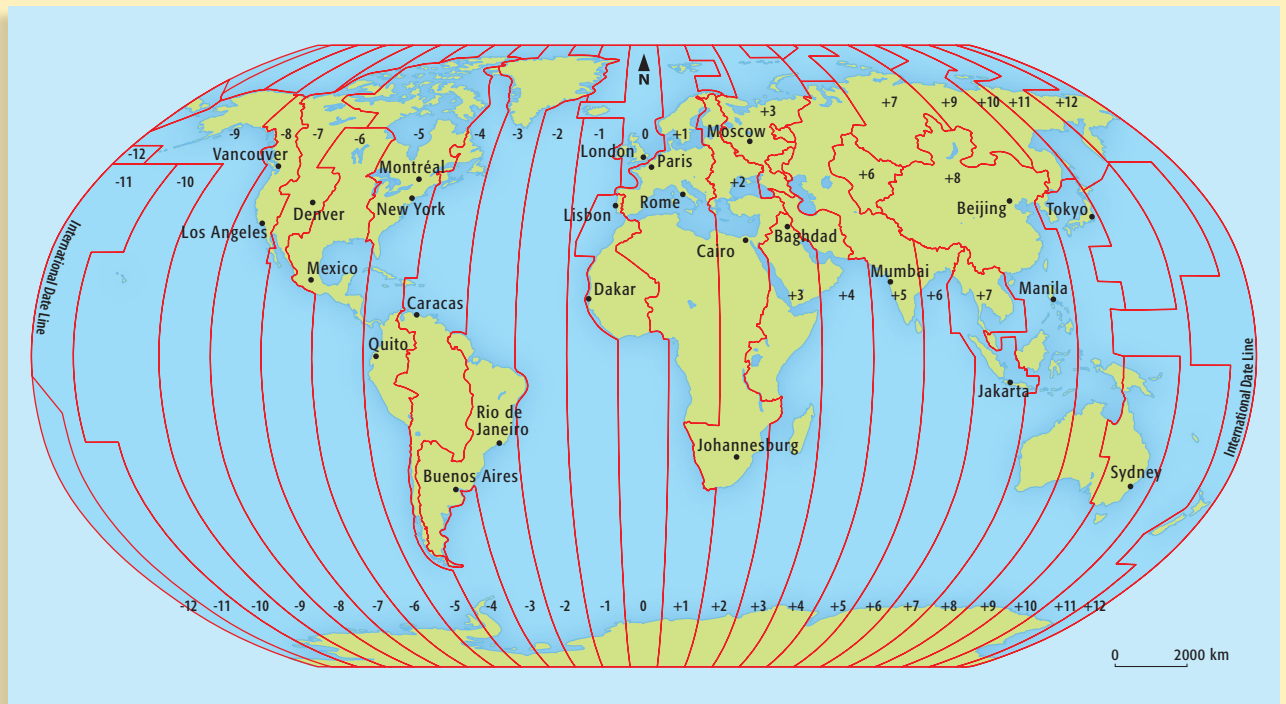 N
+3
+7
+9
+10
+11
+12
-9
-8
-7
-6
-5
-4
-3
-2
-1
0
+1
Moscow
-12
Vancouver
London
Paris
Montréal
-11
-10
+2
+6
+8
Denver
New York
Lisbon
Rome
Beijing
Tokyo
Los Angeles
Baghdad
Cairo
International Date Line
Mexico
Mumbai
Dakar
+3
+4
+5
+6
+7
Manila
Caracas
Quito
Jakarta
International Date Line
Rio de
Janeiro
Johannesburg
Buenos Aires
Sydney
-12
-11
-10
-9
-8
-7
-6
-5
-4
-3
-2
-1
0
+1
+2
+3
+4
+5
+6
+7
+8
+9
+10
+11
+12
0
2000 km